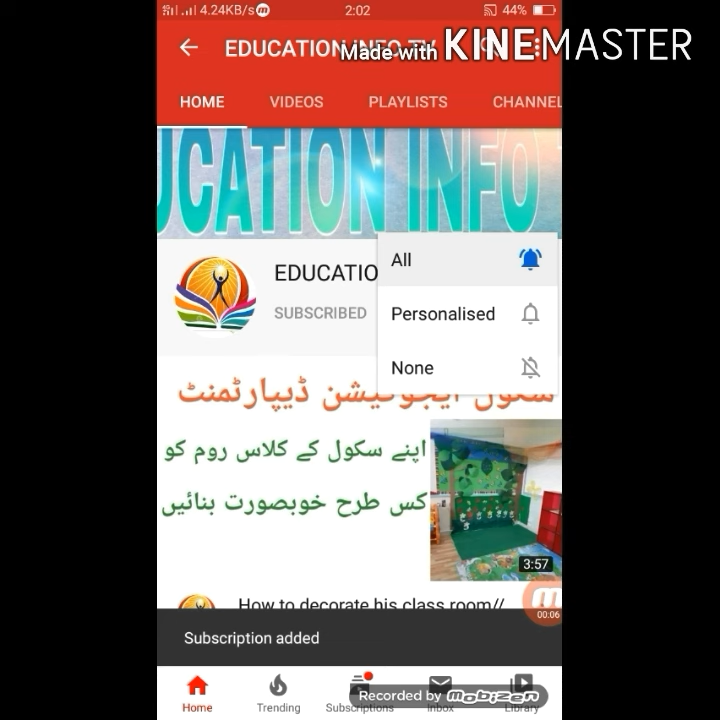 4.24KB/s 2:02 44%
EDUCATION INFO TV
Made with KINEMASTER
HOME VIDEOS PLAYLISTS CHANNEL
UCATION INFO
All
EDUCATIO
SUBSCRIBED
Personalised
None
سکول ایجوکیشن ڈیپارٹمنٹ
اپنے سکول کے کلاس روم کو
کس طرح خوبصورت بنائیں
3:57
How to decorate his class room//
00:06
Subscription added
Recorded by mobizen
Home Trending Subscriptions Inbox Library